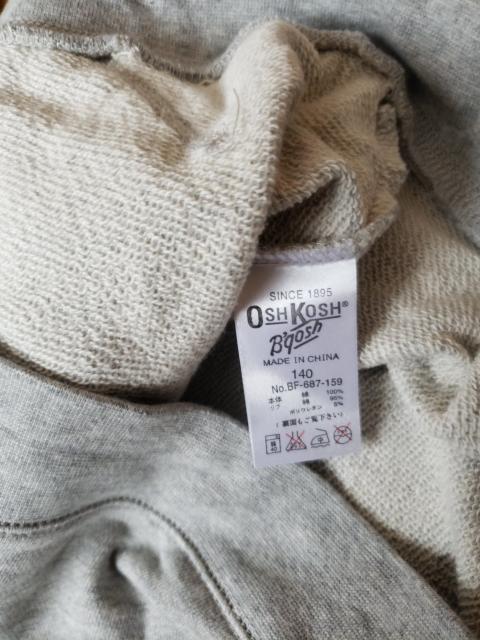 SINCE 1895
OSHKOSH®
B'gosh
MADE IN CHINA
140
No.BF-687-159
本体 綿 100%
リブ 綿 95%
ポリウレタン 5%